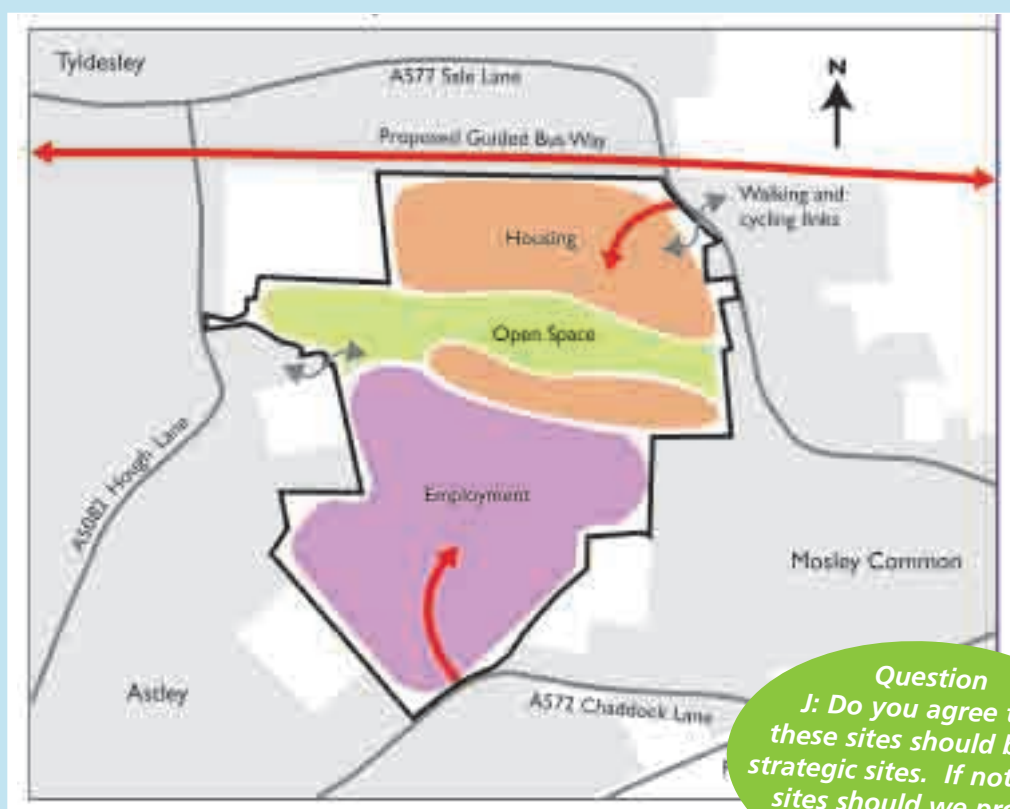 Tyldesley
A577 Sale Lane
N
Proposed Guided Bus Way
Walking and
cycling links
Housing
Open Space
A5082 Hough Lane
Employment
Mosley Common
Astley
A572 Chaddock Lane
Question
J: Do you agree
these sites should
strategic sites. If not
sites should we